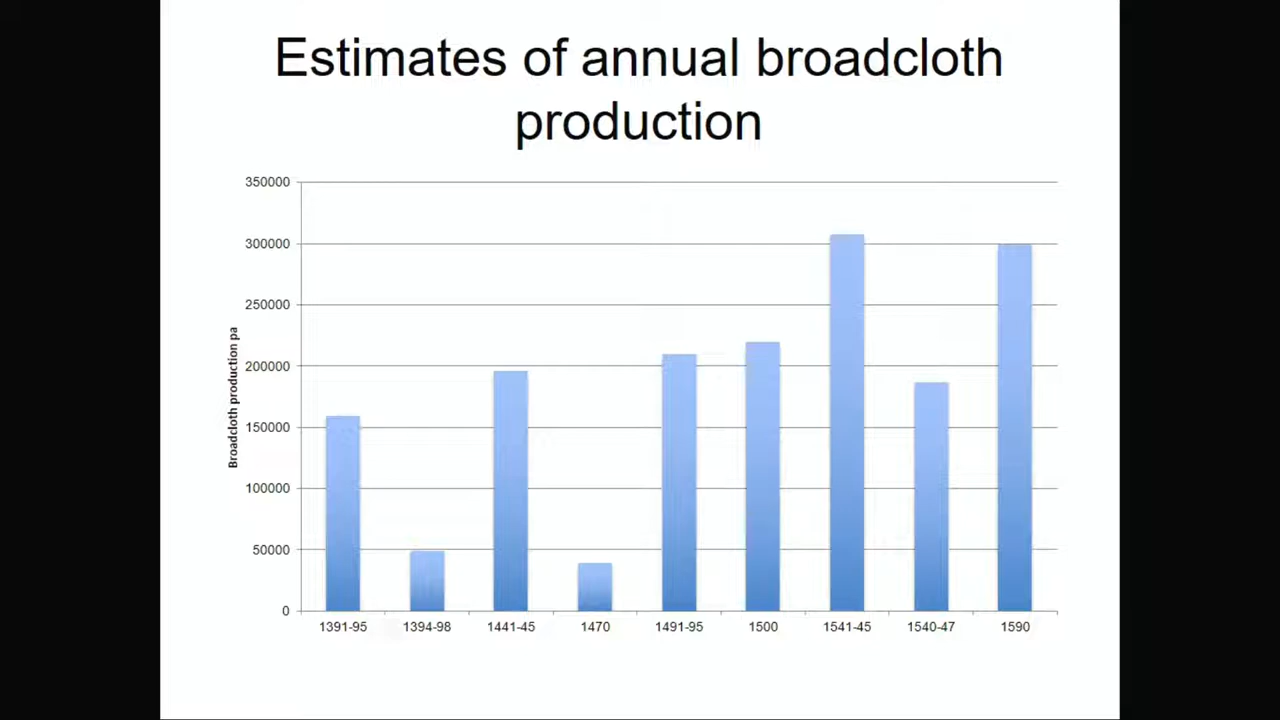 Estimates of annual broadcloth
production
350000
300000
250000
200000
150000
100000
50000
0
Broadcloth production pa
1391-95 1394-98 1441-45 1470 1491-95 1500 1541-45 1540-47 1590